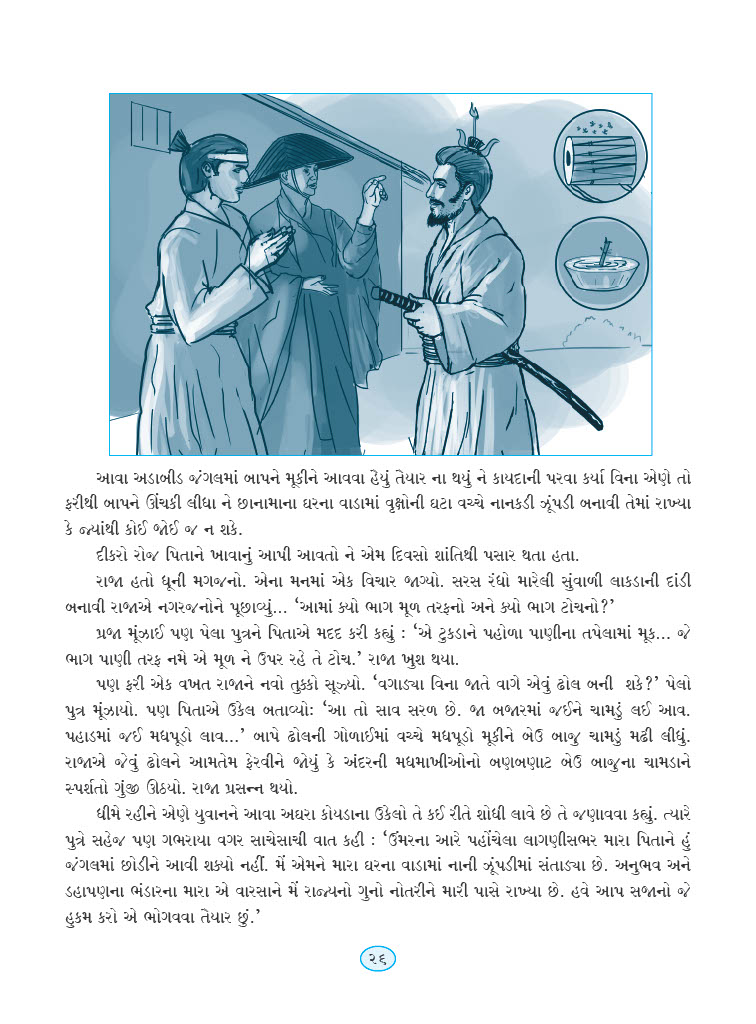 આવા અડાબીડ જંગલમાં બાપને મૂકીને આવવા હૈયું તૈયાર ના થયું ને કાયદાની પરવા કર્યા વિના એણે તો
ફરીથી બાપને ઊંચકી લીધા ને છાનામાના ઘરના વાડામાં વૃક્ષોની ઘટા વચ્ચે નાનકડી ઝૂંપડી બનાવી તેમાં રાખ્યા
કે જ્યાંથી કોઈ જોઈ જ ન શકે.
દીકરો રોજ પિતાને ખાવાનું આપી આવતો ને એમ દિવસો શાંતિથી પસાર થતા હતા.
રાજા હતો ધૂની મગજનો. એના મનમાં એક વિચાર જાગ્યો. સરસ રંધો મારેલી સુંવાળી લાકડાની દાંડી
બનાવી રાજાએ નગરજનોને પૂછાવ્યું... ‘આમાં ક્યો ભાગ મૂળ તરફનો અને ક્યો ભાગ ટોચનો?’
પ્રજા મૂંઝાઈ પણ પેલા પુત્રને પિતાએ મદદ કરી કહ્યું : ‘એ ટુકડાને પહોળા પાણીના તપેલામાં મૂક... જે
ભાગ પાણી તરફ નમે એ મૂળ ને ઉપર રહે તે ટોચ.’ રાજા ખુશ થયા.
પણ ફરી એક વખત રાજાને નવો તુક્કો સૂઝ્યો. ‘વગાડ્યા વિના જાતે વાગે એવું ઢોલ બની શકે?’ પેલો
પુત્ર મૂંઝાયો. પણ પિતાએ ઉકેલ બતાવ્યો: ‘આ તો સાવ સરળ છે. જા બજારમાં જઈને ચામડું લઈ આવ.
પહાડમાં જઈ મધપૂડો લાવ...’ બાપે ઢોલની ગોળાઈમાં વચ્ચે મધપૂડો મૂકીને બેઉ બાજુ ચામડું મઢી લીધું.
રાજાએ જેવું ઢોલને આમતેમ ફેરવીને જોયું કે અંદરની મધમાખીઓનો બણબણાટ બેઉ બાજુના ચામડાને
સ્પર્શતો ગુંજી ઊઠયો. રાજા પ્રસન્ન થયો.
ધીમે રહીને એણે યુવાનને આવા અઘરા કોયડાના ઉકેલો તે કઈ રીતે શોધી લાવે છે તે જણાવવા કહ્યું. ત્યારે
પુત્રે સહેજ પણ ગભરાયા વગર સાચેસાચી વાત કહી : ‘ઉંમરના આરે પહોંચેલા લાગણીસભર મારા પિતાને હું
જંગલમાં છોડીને આવી શક્યો નહીં. મેં એમને મારા ઘરના વાડામાં નાની ઝૂંપડીમાં સંતાડ્યા છે. અનુભવ અને
ડહાપણના ભંડારના મારા એ વારસાને મેં રાજ્યનો ગુનો નોતરીને મારી પાસે રાખ્યા છે. હવે આપ સજાનો જે
હુકમ કરો એ ભોગવવા તૈયાર છું.’
૨૬